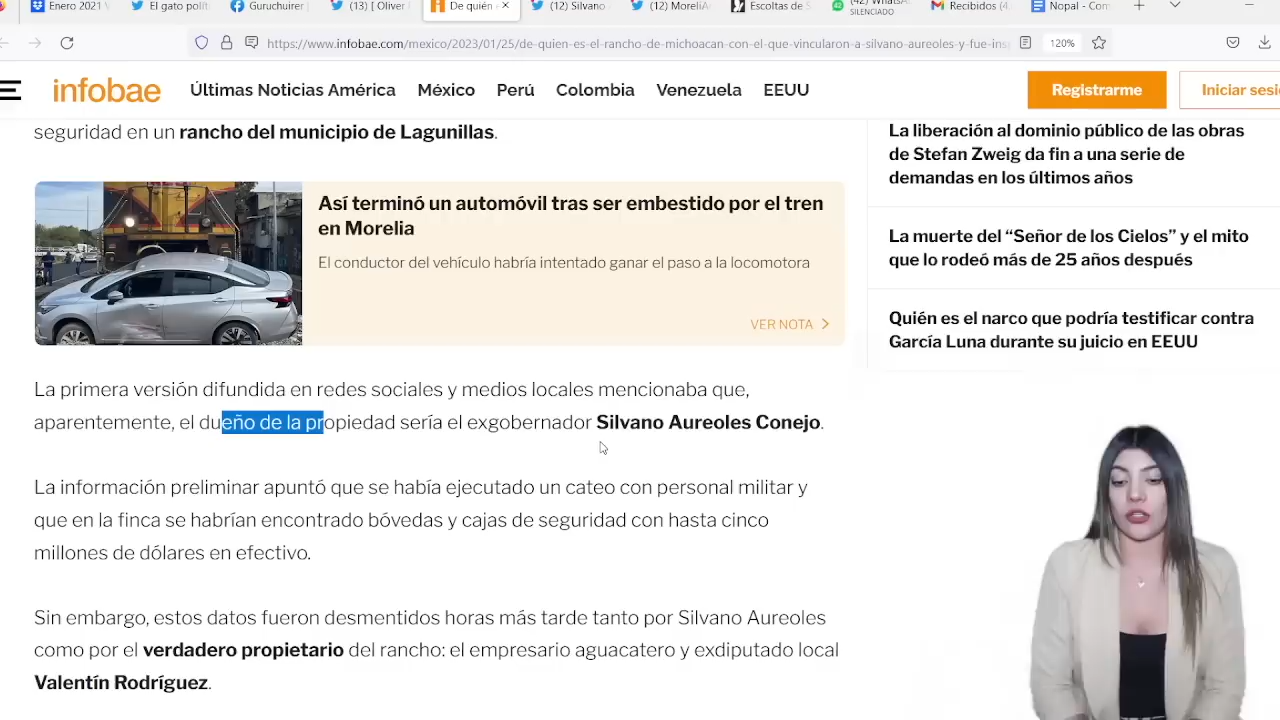 Enero 2021
El gato polít
Guruchuirer
(13) [ Oliver
De quién
(12) Silvano
(12) MoreliA
Escoltas de S
(42) WhatsA
SILENCIADO
Recibidos (4
Nopal - Con
https://www.infobae.com/mexico/2023/01/25/de-quien-es-el-rancho-de-michoacan-con-el-que-vincularon-a-silvano-aureoles-y-fue-ins
120%
infobae
Últimas Noticias América
México
Perú
Colombia
Venezuela
EEUU
Registrarme
Iniciar sesi
seguridad en un rancho del municipio de Lagunillas.
Así terminó un automóvil tras ser embestido por el tren
en Morelia
El conductor del vehículo habría intentado ganar el paso a la locomotora
VER NOTA
La primera versión difundida en redes sociales y medios locales mencionaba que,
aparentemente, el dueño de la propiedad sería el exgobernador Silvano Aureoles Conejo.
La información preliminar apuntó que se había ejecutado un cateo con personal militar y
que en la finca se habrían encontrado bóvedas y cajas de seguridad con hasta cinco
millones de dólares en efectivo.
Sin embargo, estos datos fueron desmentidos horas más tarde tanto por Silvano Aureoles
como por el verdadero propietario del rancho: el empresario aguacatero y exdiputado local
Valentín Rodríguez.
La liberación al dominio público de las obras
de Stefan Zweig da fin a una serie de
demandas en los últimos años
La muerte del “Señor de los Cielos” y el mito
que lo rodeó más de 25 años después
Quién es el narco que podría testificar contra
García Luna durante su juicio en EEUU